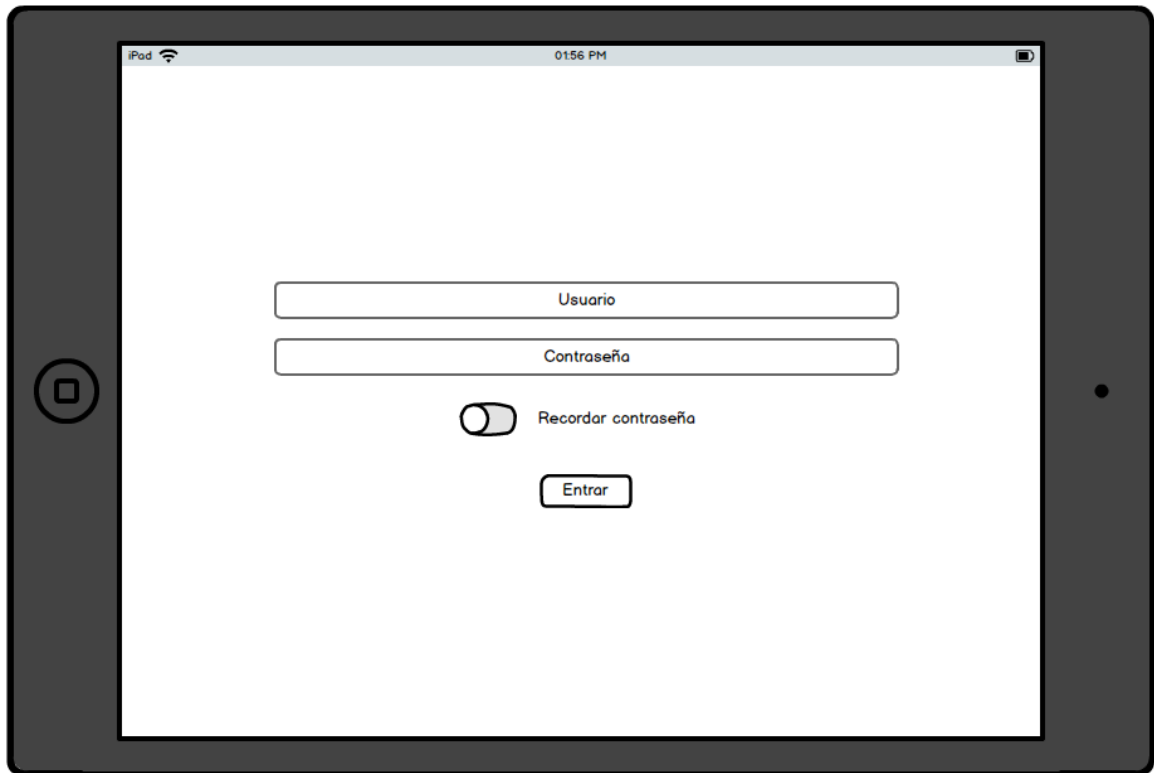 iPad 01:56 PM
Usuario
Contraseña
Recordar contraseña
Entrar